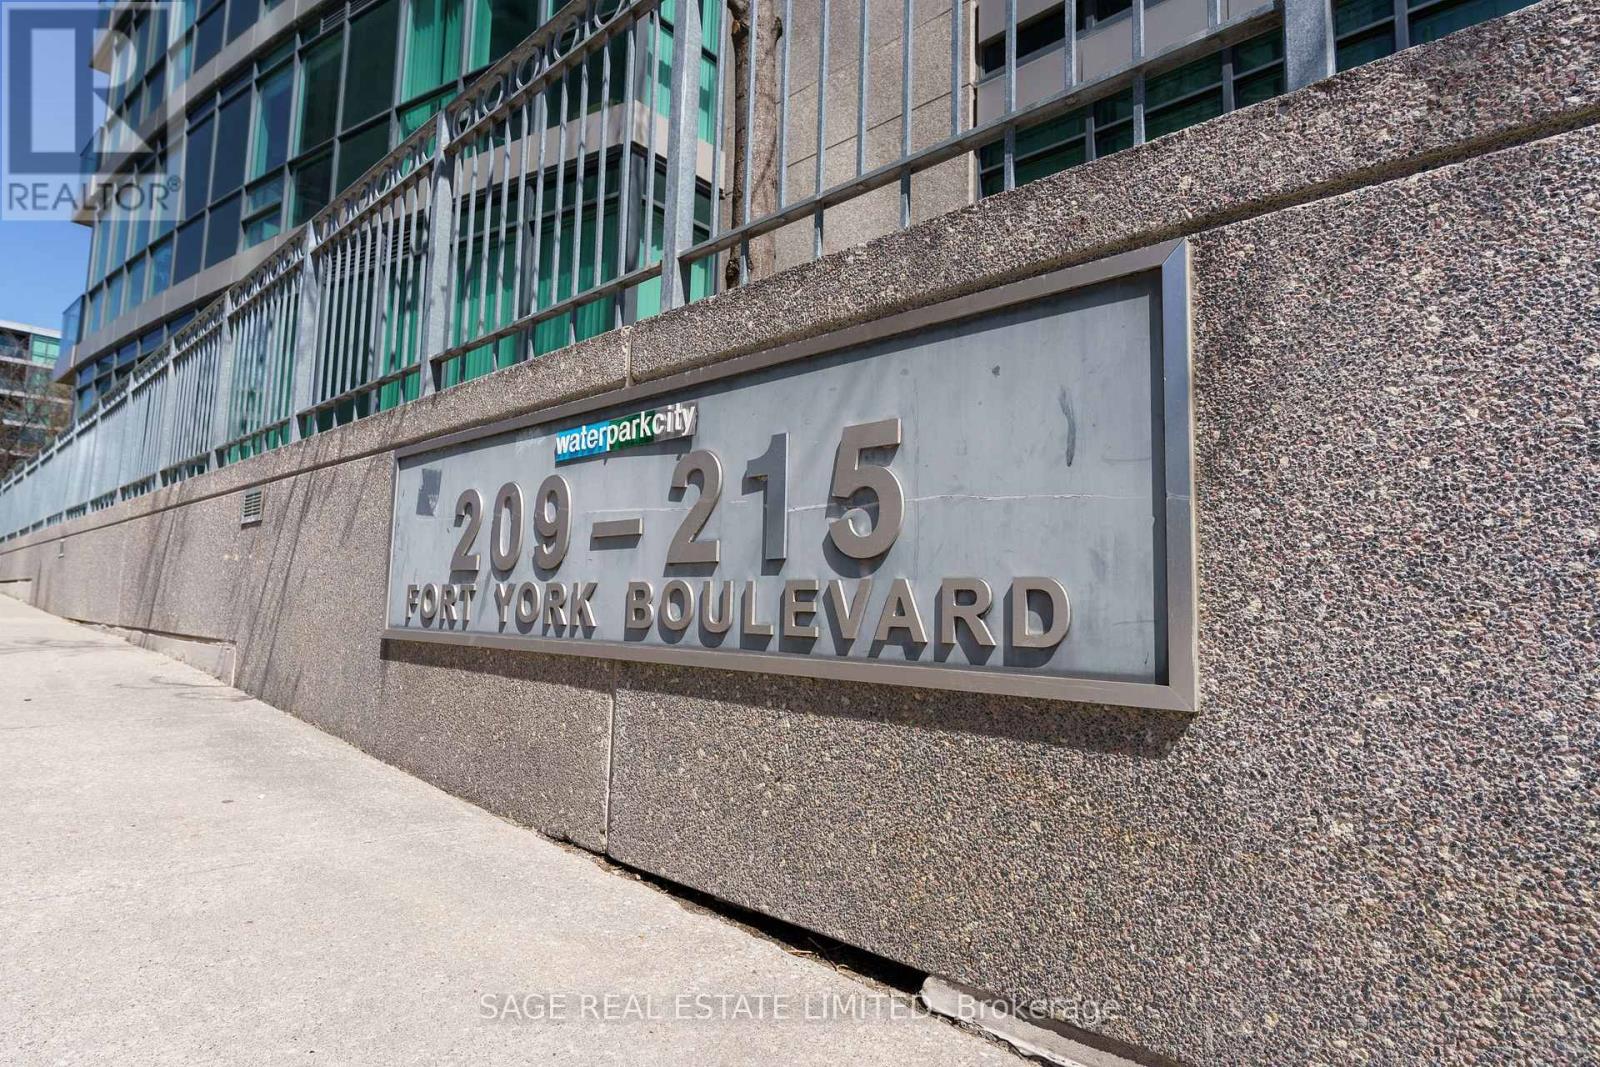 REALTOR®
waterparkcity
209-215
FORT YORK BOULEVARD
SAGE REAL ESTATE LIMITED, Brokerage